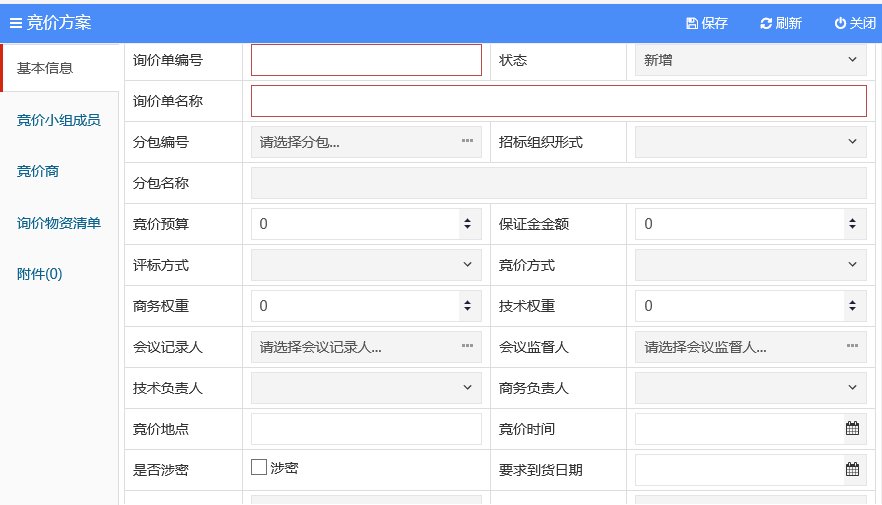 竞价方案 保存 刷新 关闭
基本信息
竞价小组成员
竞价商
询价物资清单
附件(0)
询价单编号 状态 新增
询价单名称
分包编号 请选择分包... 招标组织形式
分包名称
竞价预算 0 保证金金额 0
评标方式 竞价方式
商务权重 0 技术权重 0
会议记录人 请选择会议记录人... 会议监督人 请选择会议监督人...
技术负责人 商务负责人
竞价地点 竞价时间
是否涉密 涉密 要求到货日期